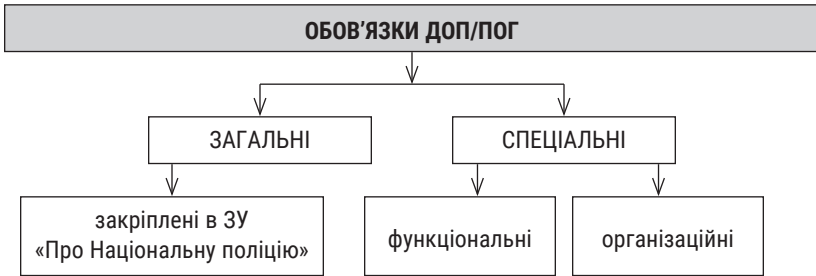 ОБОВ’ЯЗКИ ДОП/ПОГ
ЗАГАЛЬНІ
СПЕЦІАЛЬНІ
закріплені в ЗУ
«Про Національну поліцію»
функціональні
організаційні